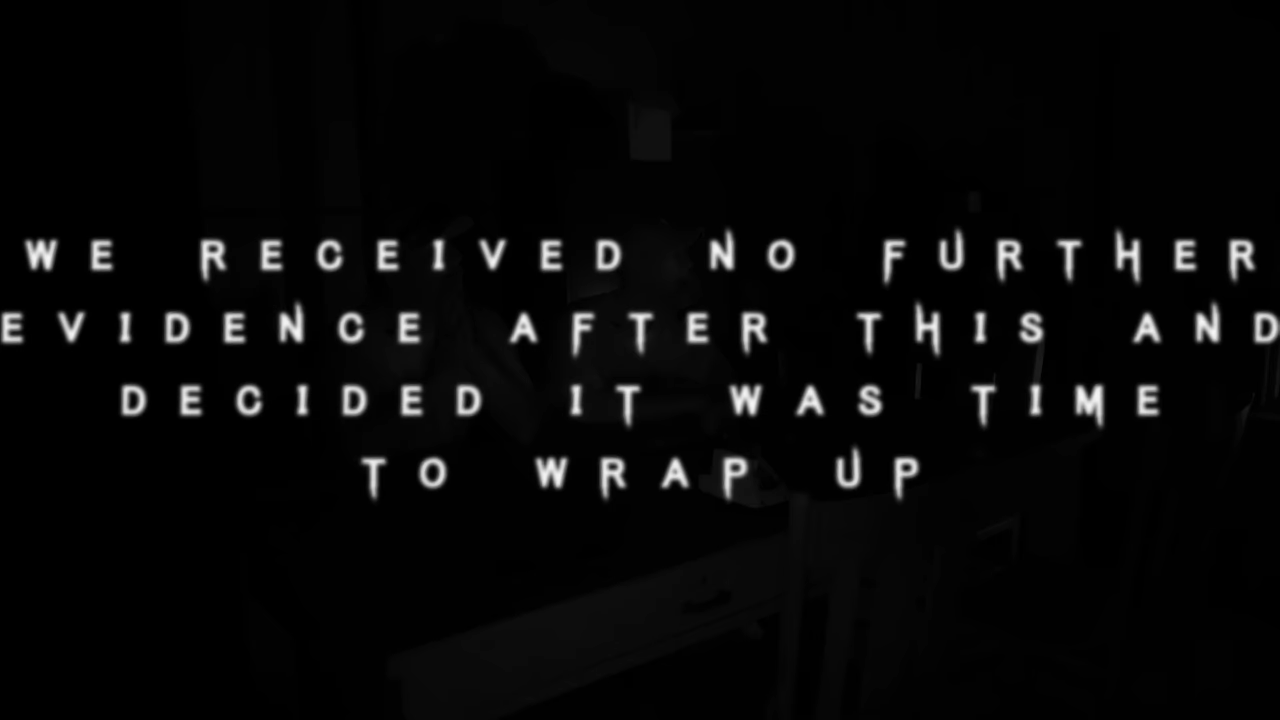 WE RECEIVED NO FURTHER
EVIDENCE AFTER THIS AND
DECIDED IT WAS TIME
TO WRAP UP